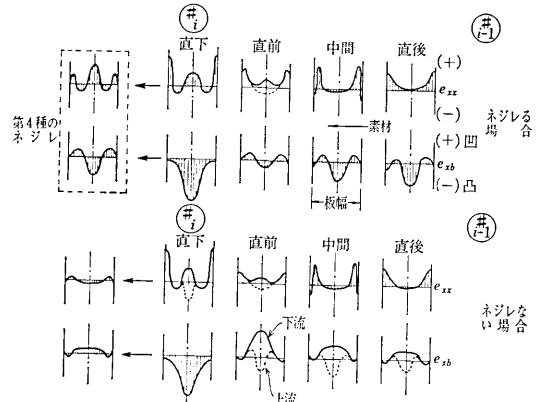 #i
#i-1
直下 直前 中間 直後
(+)
exx
(-)
ネジレる
場合
第4種の
ネジレ
素材
(+)凹
exb
(-)凸
板幅
#i
#i-1
直下 直前 中間 直後
exx
ネジレな
い場合
下流
exb
上流